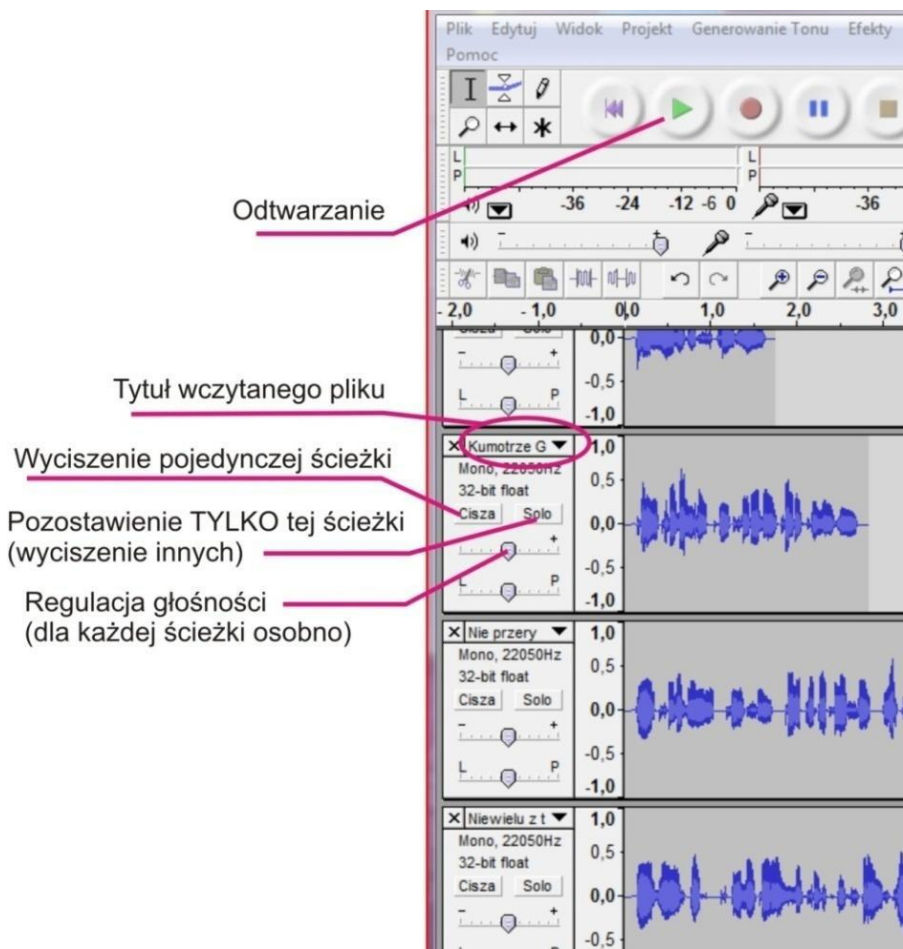 Plik Edytuj Widok Projekt Generowanie Tonu Efekty
Pomoc
L
P
L
P
-36 -24 -12 -6 0
-36
Odtwarzanie
- +
-
- 2,0 - 1,0 0,0 1,0 2,0 3,0
Cisza Solo
0,0
- +
-0,5
L P
-1,0
Tytuł wczytanego pliku
Kumotrze G
1,0
Mono, 22050Hz
0,5
32-bit float
Wyciszenie pojedynczej ścieżki
Cisza Solo
0,0
Pozostawienie TYLKO tej ścieżki
(wyciszenie innych)
- +
-0,5
L P
-1,0
Regulacja głośności
(dla każdej ścieżki osobno)
Nie przery
1,0
Mono, 22050Hz
0,5
32-bit float
Cisza Solo
0,0
- +
-0,5
L P
-1,0
Niewielu z t
1,0
Mono, 22050Hz
0,5
32-bit float
Cisza Solo
0,0
- +
-0,5
L P